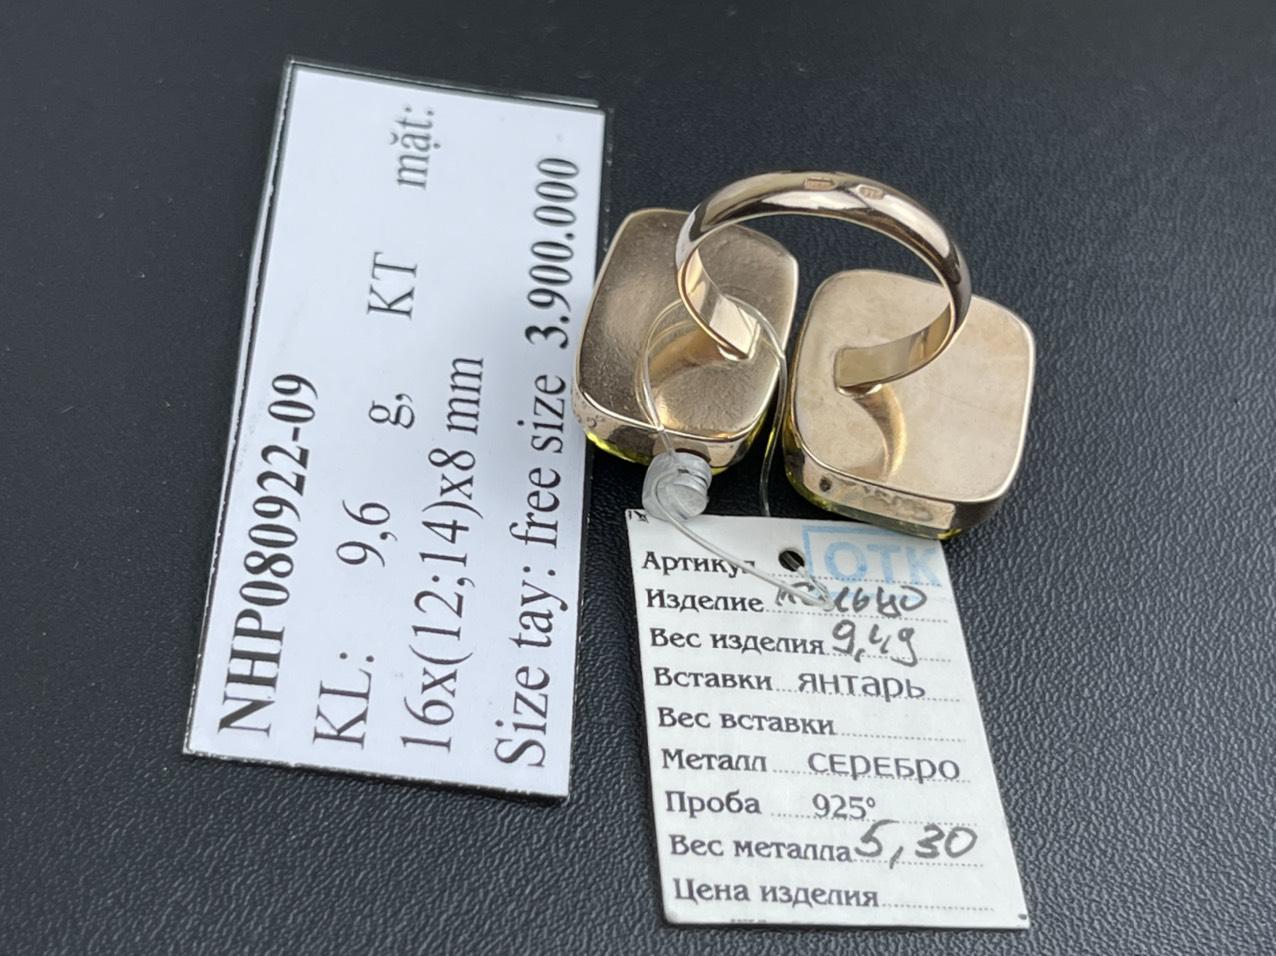 NHP080922-09
KL: 9,6 g, KT mặt:
16x(12;14)x8 mm
Size tay: free size 3.900.000
ОТК
Артикул
Изделие кольцо
Вес изделия 9,49
Вставки янтарь
Вес вставки
Металл СЕРЕБРО
Проба 925°
Вес металла 5,30
Цена изделия